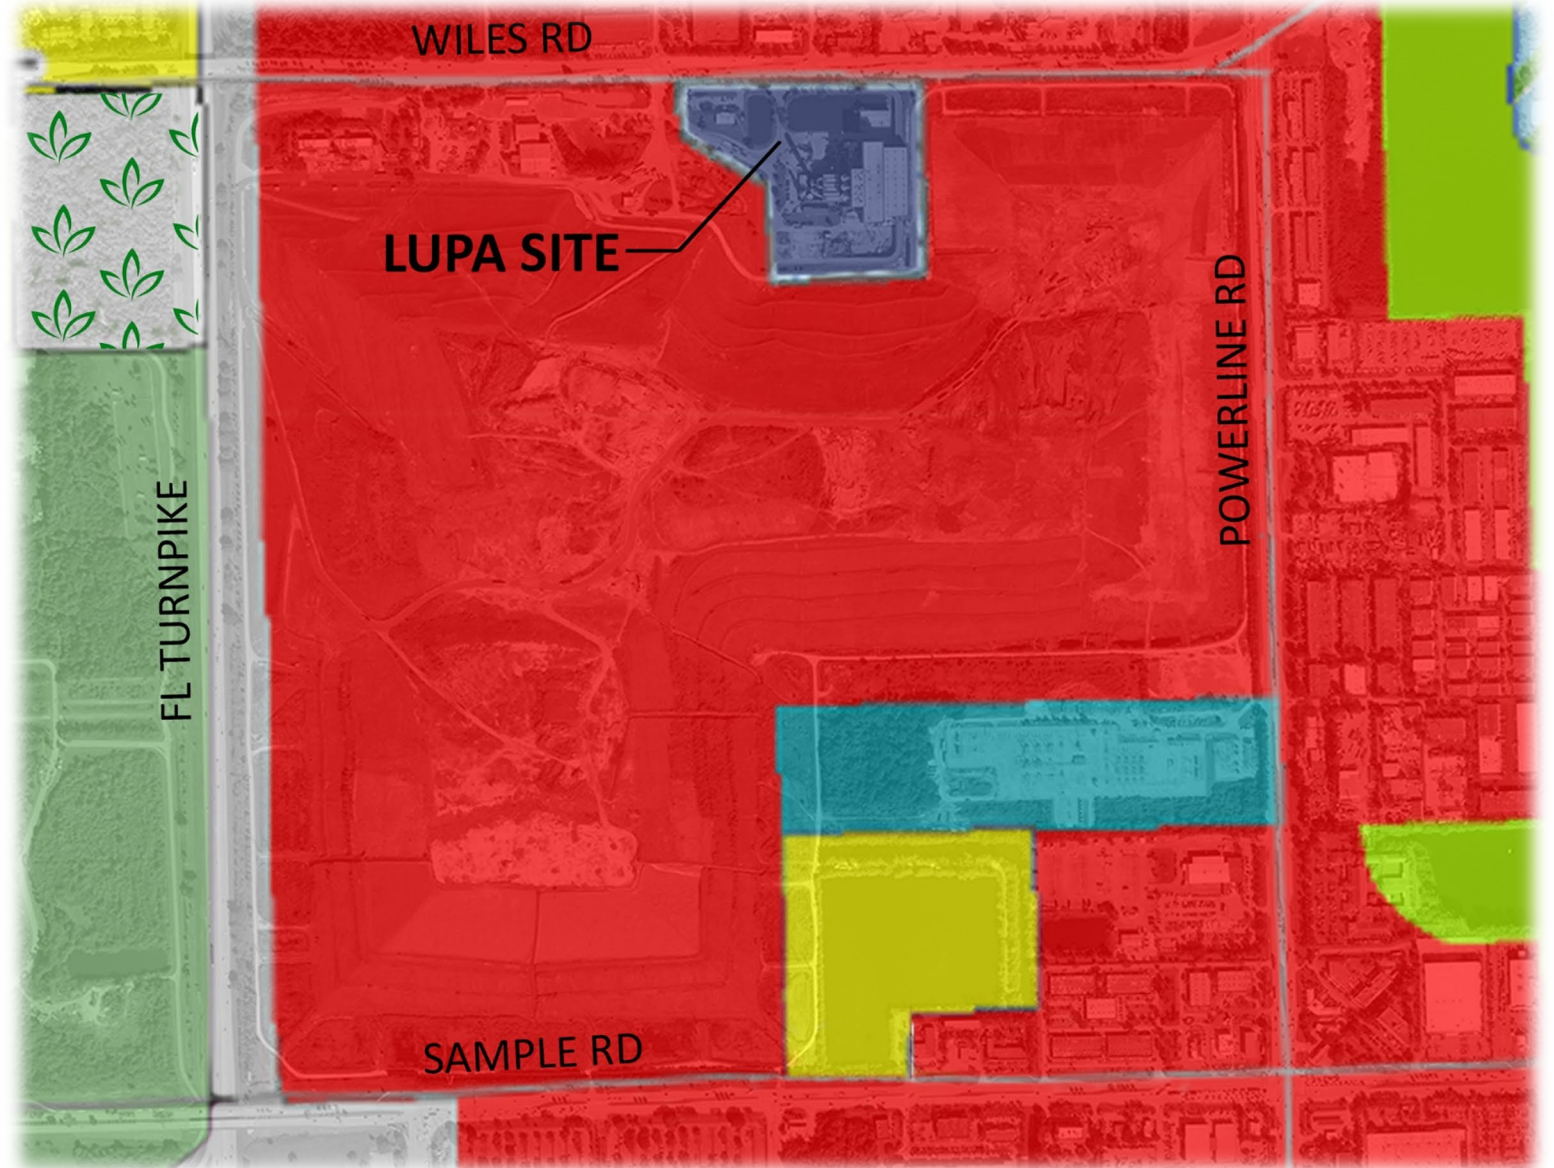 WILES RD
LUPA SITE
POWERLINE RD
FL TURNPIKE
SAMPLE RD